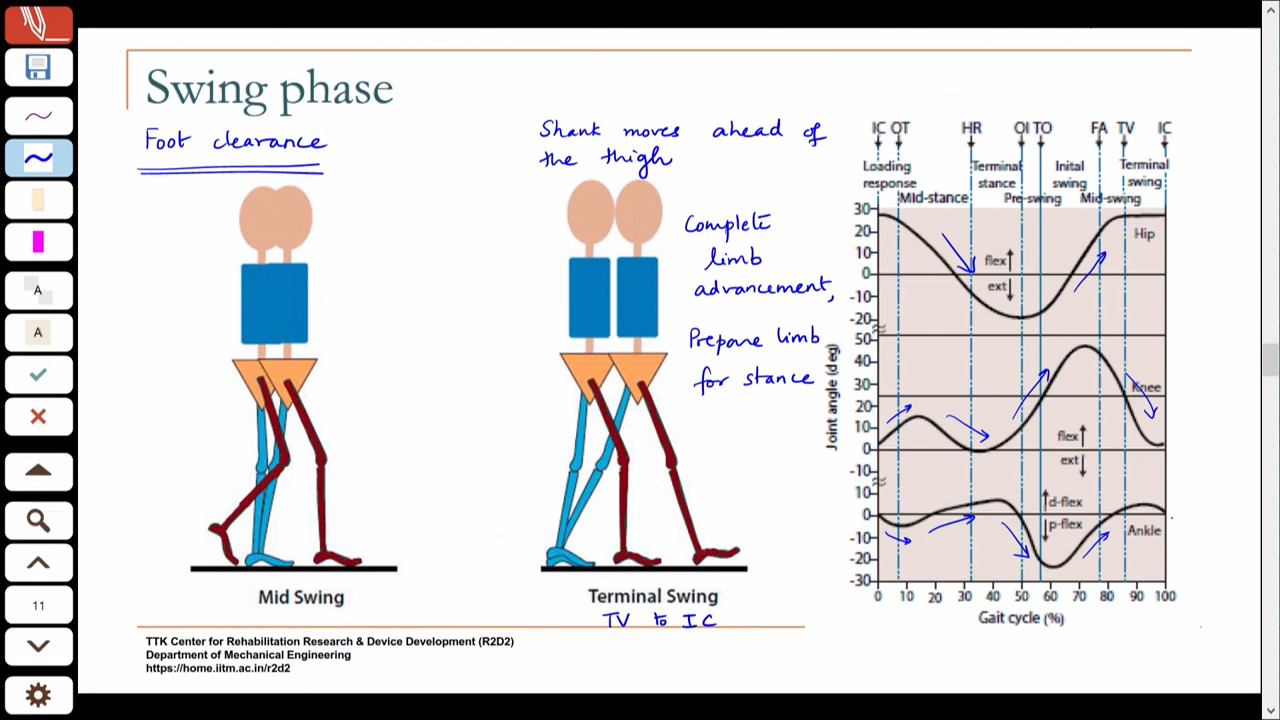 Swing phase
Foot clearance
Shank moves ahead of
the thigh
Complete
limb
advancement,
Prepare limb
for stance
Mid Swing
Terminal Swing
TV to IC
IC OT HR OI TO FA TV IC
Loading
response
Mid-stance
Terminal
stance
Pre-swing
Inital
swing
Mid-swing
Terminal
swing
30
20
10
0
-10
-20
Hip
flex
ext
50
40
30
20
10
0
-10
Knee
flex
ext
10
0
-10
-20
-30
d-flex
p-flex
Ankle
Joint angle (deg)
0 10 20 30 40 50 60 70 80 90 100
Gait cycle (%)
TTK Center for Rehabilitation Research & Device Development (R2D2)
Department of Mechanical Engineering
https://home.iitm.ac.in/r2d2
A
A
11